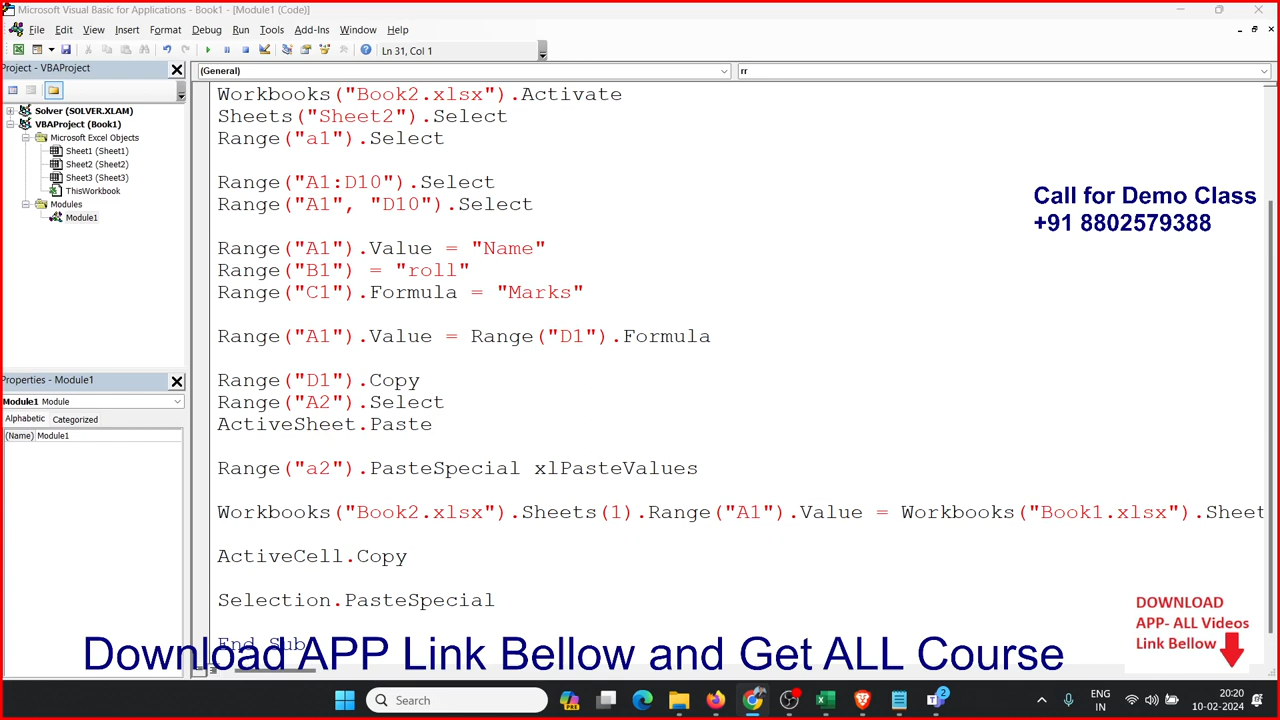 Microsoft Visual Basic for Applications - Book1 - [Module1 (Code)]
File Edit View Insert Format Debug Run Tools Add-Ins Window Help
Ln 31, Col 1
Project - VBAProject
(General)
rr
Solver (SOLVER.XLAM)
VBAProject (Book1)
Microsoft Excel Objects
Sheet1 (Sheet1)
Sheet2 (Sheet2)
Sheet3 (Sheet3)
ThisWorkbook
Modules
Module1
Properties - Module1
Module1 Module
Alphabetic Categorized
(Name) Module1
Workbooks("Book2.xlsx").Activate
Sheets("Sheet2").Select
Range("a1").Select
Range("A1:D10").Select
Range("A1", "D10").Select
Range("A1").Value = "Name"
Range("B1") = "roll"
Range("C1").Formula = "Marks"
Range("A1").Value = Range("D1").Formula
Range("D1").Copy
Range("A2").Select
ActiveSheet.Paste
Range("a2").PasteSpecial xlPasteValues
Workbooks("Book2.xlsx").Sheets(1).Range("A1").Value = Workbooks("Book1.xlsx").Sheet
ActiveCell.Copy
Selection.PasteSpecial
End Sub
Call for Demo Class
+91 8802579388
DOWNLOAD
APP- ALL Videos
Link Bellow
Download APP Link Bellow and Get ALL Course
Search
PRE
2
ENG
IN
20:20
10-02-2024